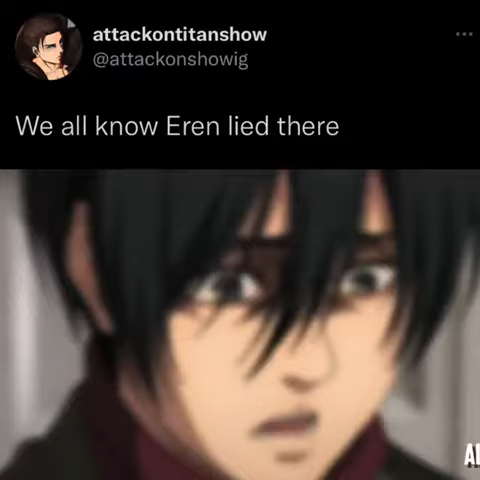 attackontitanshow
@attackonshowig
We all know Eren lied there